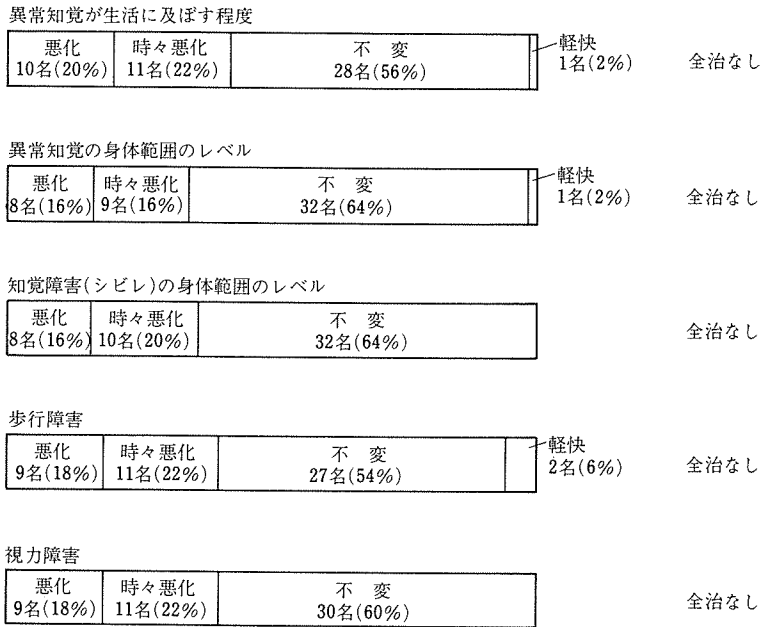 異常知覚が生活に及ぼす程度
悪化 時々悪化 不 変 軽快
10名(20%) 11名(22%) 28名(56%) 1名(2%) 全治なし
異常知覚の身体範囲のレベル
悪化 時々悪化 不 変 軽快
8名(16%) 9名(16%) 32名(64%) 1名(2%) 全治なし
知覚障害(シビレ)の身体範囲のレベル
悪化 時々悪化 不 変
8名(16%) 10名(20%) 32名(64%) 全治なし
歩行障害
悪化 時々悪化 不 変 軽快
9名(18%) 11名(22%) 27名(54%) 2名(6%) 全治なし
視力障害
悪化 時々悪化 不 変
9名(18%) 11名(22%) 30名(60%) 全治なし